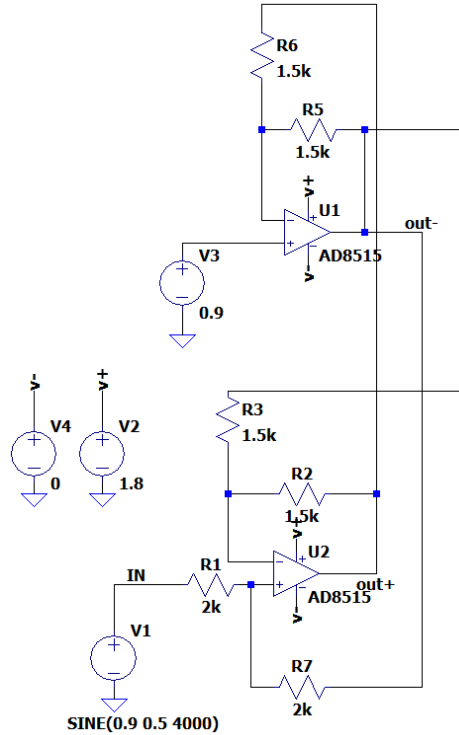 R6
1.5k
R5
1.5k
v+
U1
out-
V3
AD8515
v-
0.9
v-
v+
R3
V4
V2
1.5k
R2
0
1.8
1.5k
v+
U2
R1
IN
out+
AD8515
2k
v-
V1
R7
2k
SINE(0.9 0.5 4000)